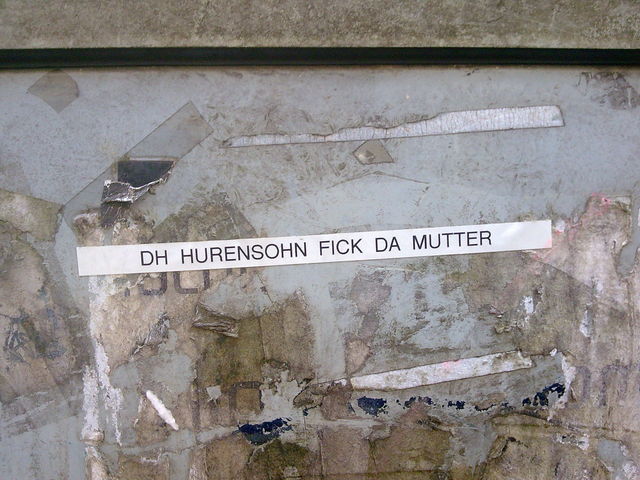 DH HURENSOHN FICK DA MUTTER